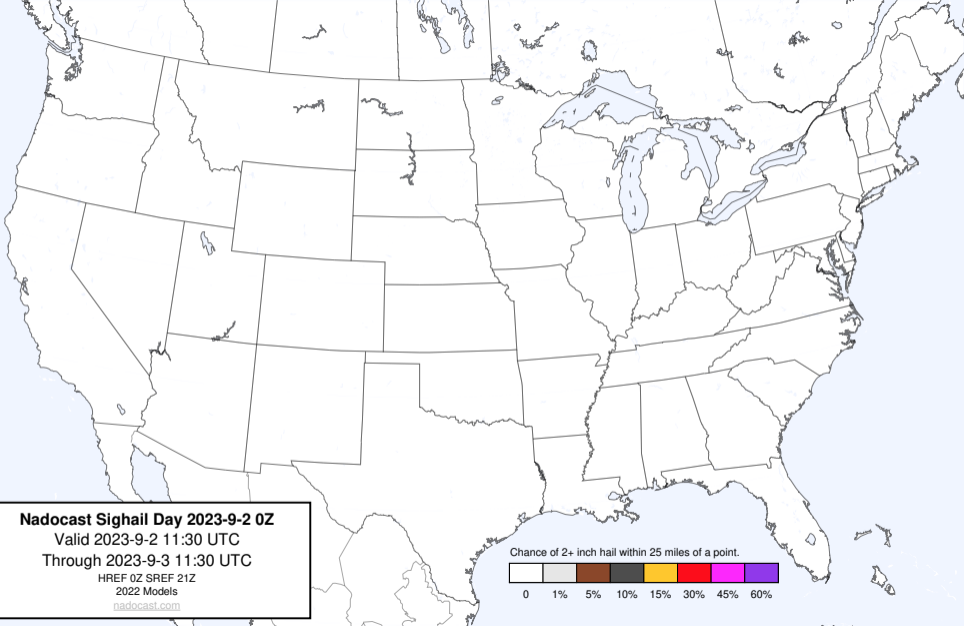 Nadocast Sighail Day 2023-9-2 0Z
Valid 2023-9-2 11:30 UTC
Through 2023-9-3 11:30 UTC
HREF 0Z SREF 21Z
2022 Models
nadocast.com
Chance of 2+ inch hail within 25 miles of a point.
0 1% 5% 10% 15% 30% 45% 60%